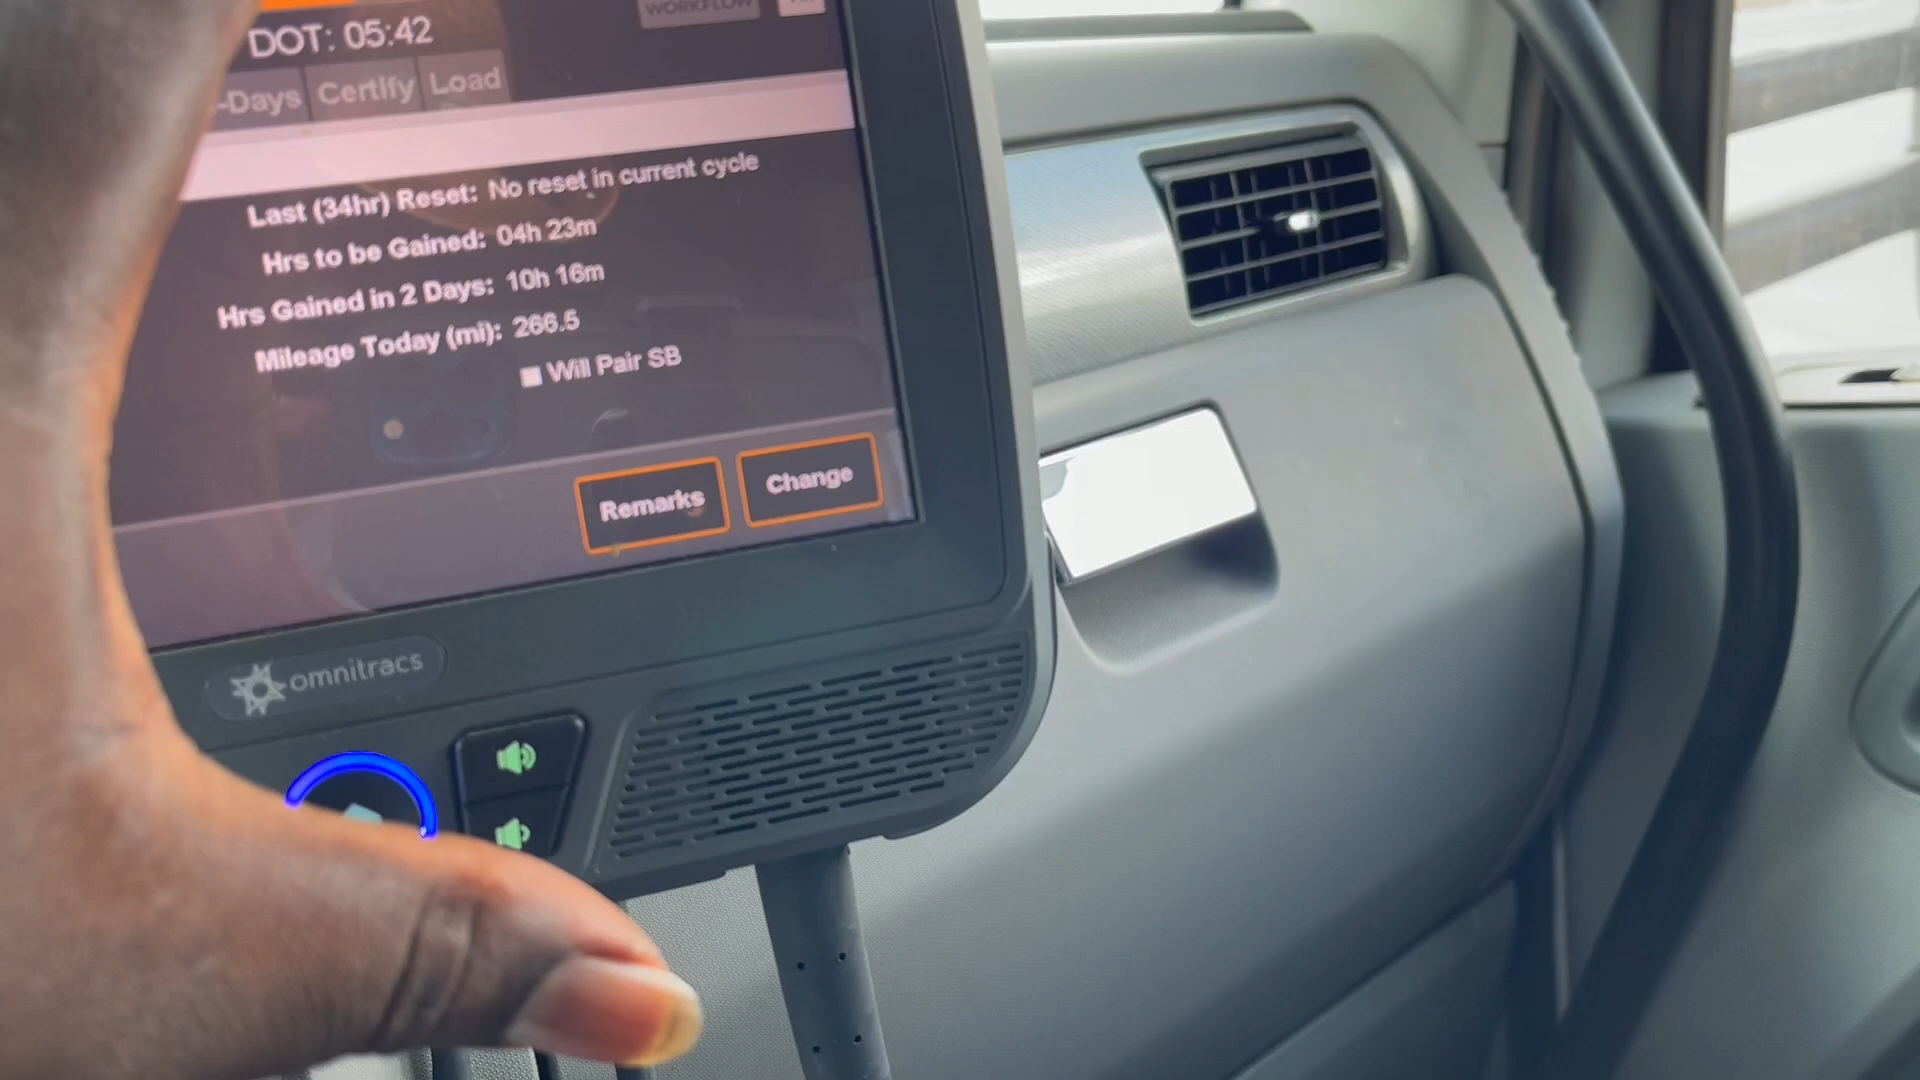 WORKFLOW
DOT: 05:42
-Days Certify Load
Last (34hr) Reset: No reset in current cycle
Hrs to be Gained: 04h 23m
Hrs Gained in 2 Days: 10h 16m
Mileage Today (mi): 266.5
Will Pair SB
Remarks Change
omnitracs